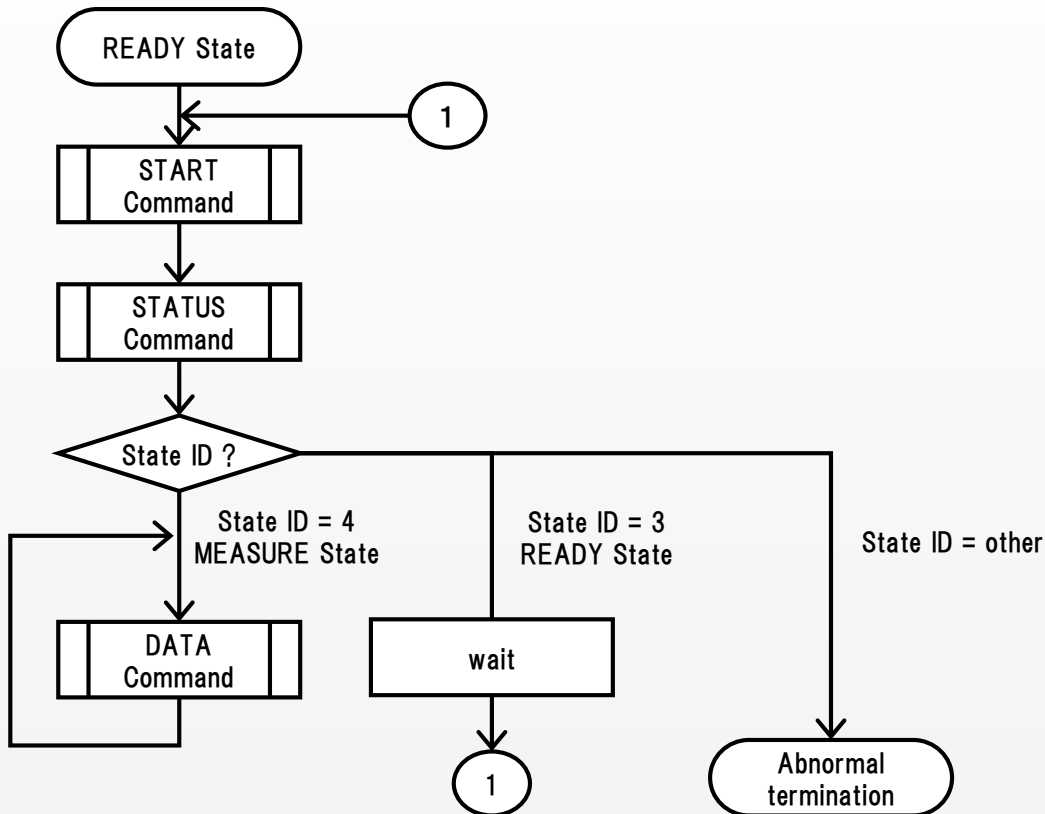 READY State
1
START
Command
STATUS
Command
State ID ?
State ID = 4
MEASURE State
State ID = 3
READY State
State ID = other
DATA
Command
wait
1
Abnormal
termination